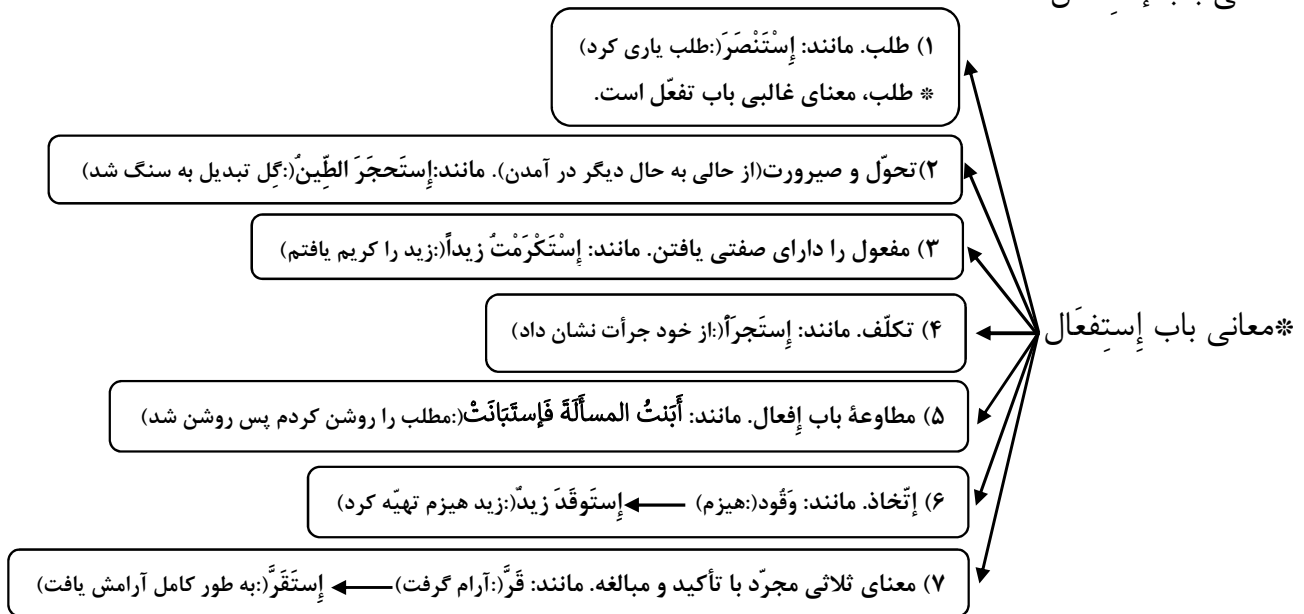 ۱) طلب. مانند: إِسْتَنْصَرَ(:طلب یاری کرد)
* طلب، معنای غالبی باب تفعّل است.
۲)تحوّل و صیرورت(از حالی به حال دیگر در آمدن). مانند:إِستَحجَرَ الطِّینُ(:گِل تبدیل به سنگ شد)
۳) مفعول را دارای صفتی یافتن. مانند: إِسْتَکْرَمْتُ زیداً(:زید را کریم یافتم)
*معانی باب إِستِفعَال
۴) تکلّف. مانند: إِستَجرَأَ(:از خود جرأت نشان داد)
۵) مطاوعهٔ باب إِفعال. مانند: أَبَنتُ المسأَلَةَ فَإِستَبَانَتْ(:مطلب را روشن کردم پس روشن شد)
۶) إتّخاذ. مانند: وَقُود(:هیزم) ⟵ إِستَوقَدَ زیدٌ(:زید هیزم تهیّه کرد)
۷) معنای ثلاثی مجرّد با تأکید و مبالغه. مانند: قَرَّ(:آرام گرفت) ⟵ إِستَقَرَّ(:به طور کامل آرامش یافت)